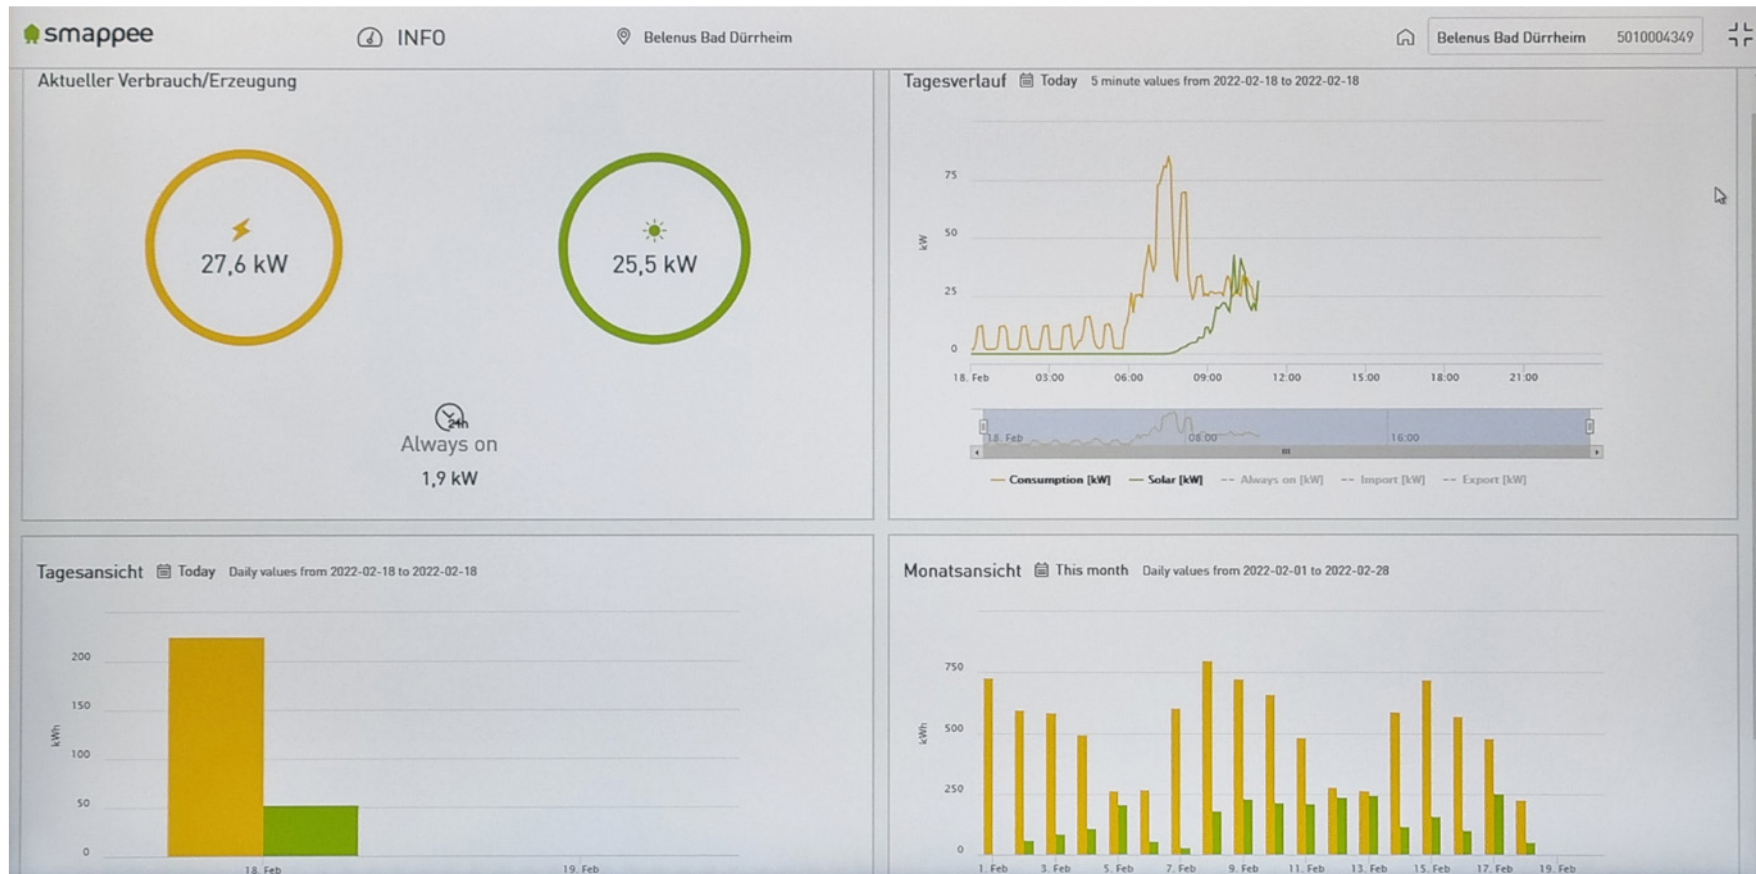 smappee
INFO
Belenus Bad Dürrheim
Belenus Bad Dürrheim 5010004349
Aktueller Verbrauch/Erzeugung
27,6 kW
25,5 kW
24h
Always on
1,9 kW
Tagesverlauf Today 5 minute values from 2022-02-18 to 2022-02-18
kW
75
50
25
0
18. Feb 03:00 06:00 09:00 12:00 15:00 18:00 21:00
18. Feb 08:00 16:00
Consumption [kW] Solar [kW] Always on [kW] Import [kW] Export [kW]
Tagesansicht Today Daily values from 2022-02-18 to 2022-02-18
kWh
200
150
100
50
0
18. Feb 19. Feb
Monatsansicht This month Daily values from 2022-02-01 to 2022-02-28
kWh
750
500
250
0
1. Feb 3. Feb 5. Feb 7. Feb 9. Feb 11. Feb 13. Feb 15. Feb 17. Feb 19. Feb